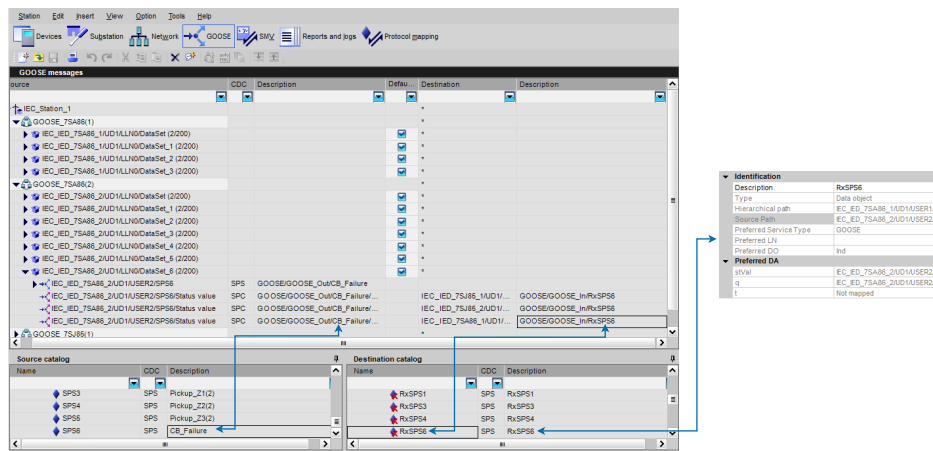 Station Edit Insert View Option Tools Help
Devices Substation Network GOOSE SMV Reports and logs Protocol mapping
GOOSE messages
ource CDC Description Defau... Destination Description
IEC_Station_1 *
GOOSE_7SA86(1) *
IEC_IED_7SA86_1/UD1/LLN0/DataSet (2/200) *
IEC_IED_7SA86_1/UD1/LLN0/DataSet_1 (2/200) *
IEC_IED_7SA86_1/UD1/LLN0/DataSet_2 (2/200) *
IEC_IED_7SA86_1/UD1/LLN0/DataSet_3 (2/200) *
GOOSE_7SA86(2) *
IEC_IED_7SA86_2/UD1/LLN0/DataSet (2/200) *
IEC_IED_7SA86_2/UD1/LLN0/DataSet_1 (2/200) *
IEC_IED_7SA86_2/UD1/LLN0/DataSet_2 (2/200) *
IEC_IED_7SA86_2/UD1/LLN0/DataSet_3 (2/200) *
IEC_IED_7SA86_2/UD1/LLN0/DataSet_4 (2/200) *
IEC_IED_7SA86_2/UD1/LLN0/DataSet_5 (2/200) *
IEC_IED_7SA86_2/UD1/LLN0/DataSet_6 (2/200) *
IEC_IED_7SA86_2/UD1/USER2/SPS6 SPS GOOSE/GOOSE_Out/CB_Failure
IEC_IED_7SA86_2/UD1/USER2/SPS6/Status value SPC GOOSE/GOOSE_Out/CB_Failure/... IEC_IED_7SJ86_1/UD1/... GOOSE/GOOSE_In/RxSPS6
IEC_IED_7SA86_2/UD1/USER2/SPS6/Status value SPC GOOSE/GOOSE_Out/CB_Failure/... IEC_IED_7SJ86_2/UD1/... GOOSE/GOOSE_In/RxSPS6
IEC_IED_7SA86_2/UD1/USER2/SPS6/Status value SPC GOOSE/GOOSE_Out/CB_Failure/... IEC_IED_7SA86_1/UD1/... GOOSE/GOOSE_In/RxSPS6
GOOSE_7SJ85(1) *
Source catalog
Name CDC Description
SPS3 SPS Pickup_Z1(2)
SPS4 SPS Pickup_Z2(2)
SPS5 SPS Pickup_Z3(2)
SPS6 SPS CB_Failure
Destination catalog
Name CDC Description
RxSPS1 SPS RxSPS1
RxSPS3 SPS RxSPS3
RxSPS4 SPS RxSPS4
RxSPS6 SPS RxSPS6
Identification
Description RxSPS6
Type Data object
Hierarchical path IEC_IED_7SA86_1/UD1/USER1.
Source Path IEC_IED_7SA86_2/UD1/USER2
Preferred Service Type GOOSE
Preferred LN
Preferred DO Ind
Preferred DA
stVal IEC_IED_7SA86_2/UD1/USER2
q IEC_IED_7SA86_2/UD1/USER2
t Not mapped